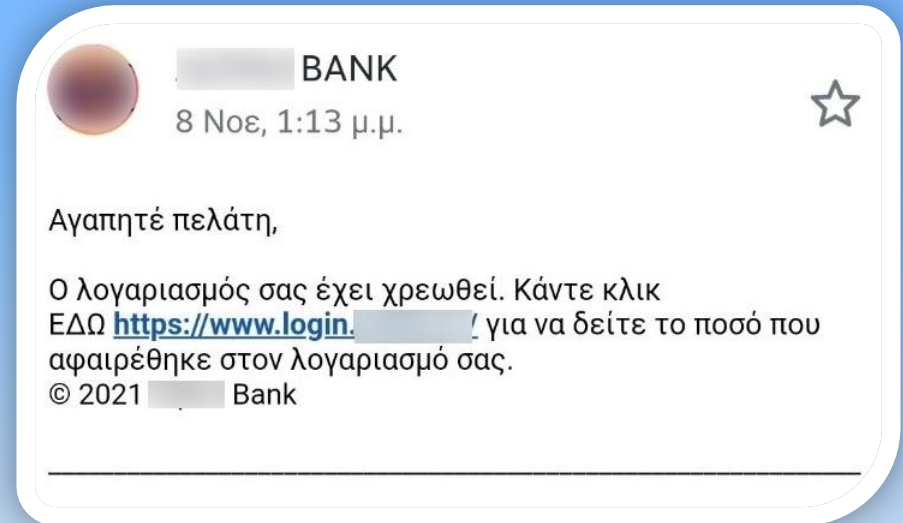 BANK
8 Νοε, 1:13 μ.μ.
Αγαπητέ πελάτη,
Ο λογαριασμός σας έχει χρεωθεί. Κάντε κλικ
ΕΔΩ https://www.login. / για να δείτε το ποσό που
αφαιρέθηκε στον λογαριασμό σας.
© 2021 Bank